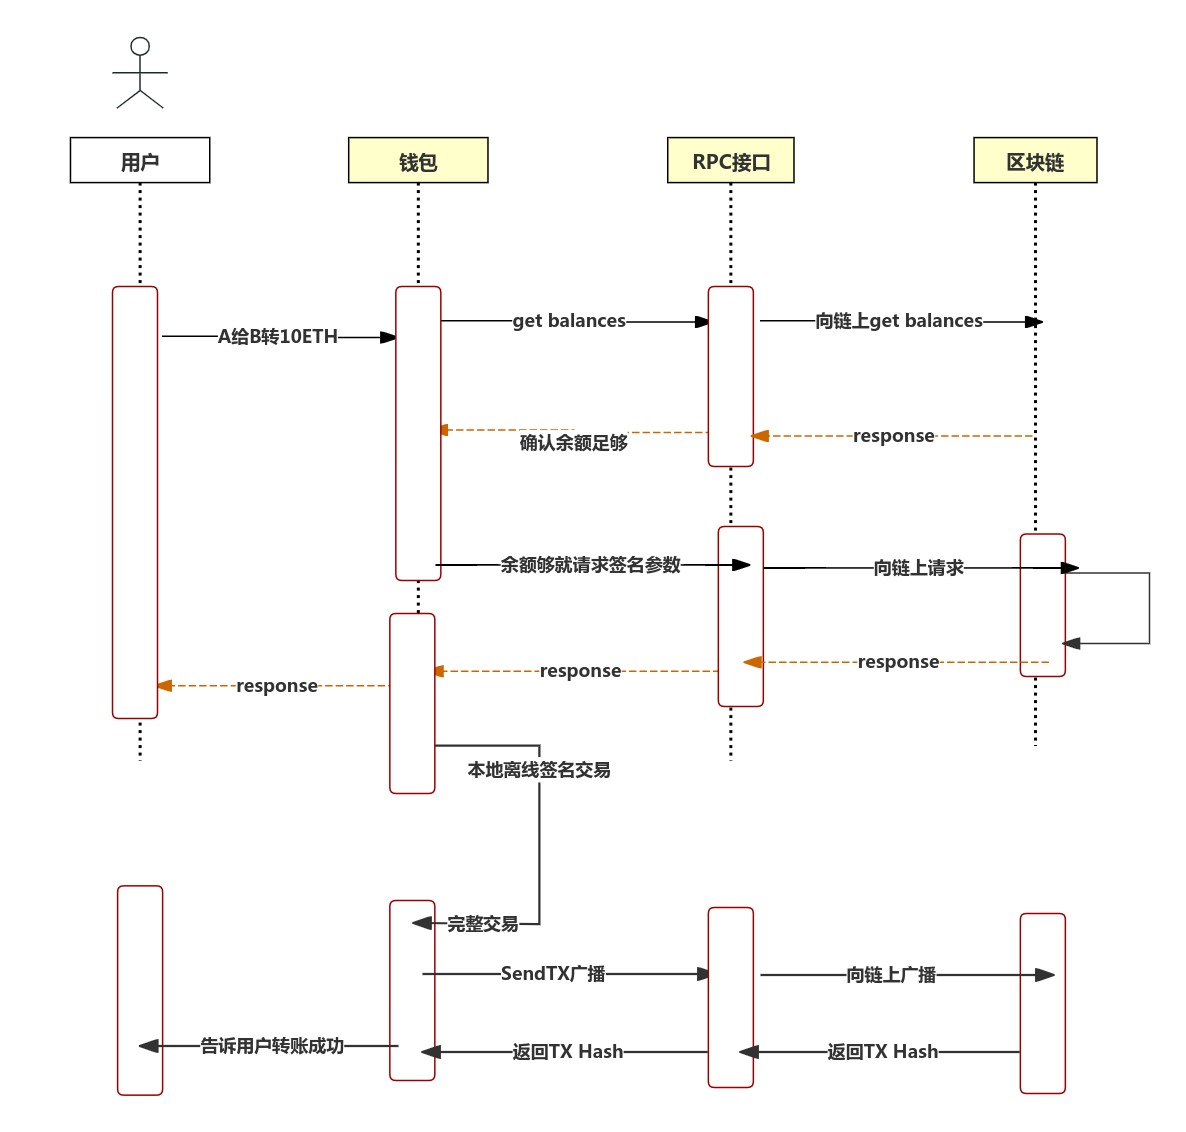 用户
钱包
RPC接口
区块链
A给B转10ETH
get balances
向链上get balances
确认余额足够
response
余额够就请求签名参数
向链上请求
response
response
response
本地离线签名交易
完整交易
SendTX广播
向链上广播
告诉用户转账成功
返回TX Hash
返回TX Hash